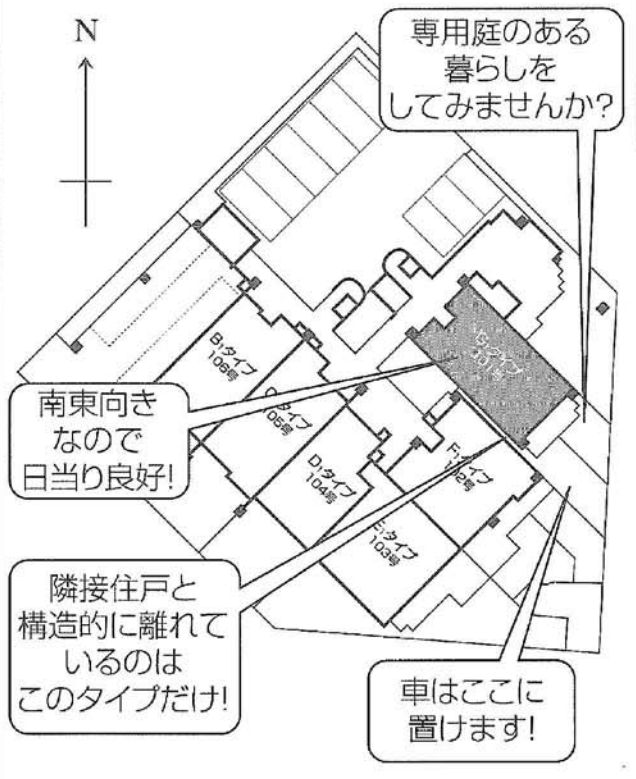 N
専用庭のある
暮らしを
してみませんか?
B₁タイプ
106号
105号
D₁タイプ
104号
E₁タイプ
103号
F₁タイプ
102号
南東向き
なので
日当り良好!
隣接住戸と
構造的に離れて
いるのは
このタイプだけ!
車はここに
置けます!